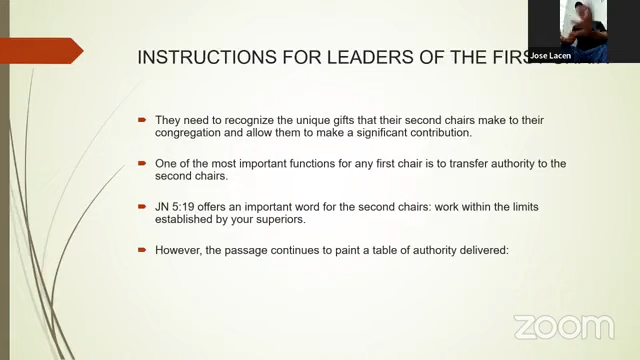 INSTRUCTIONS FOR LEADERS OF THE FIRST
Jose Lacen
They need to recognize the unique gifts that their second chairs make to their
congregation and allow them to make a significant contribution.
One of the most important functions for any first chair is to transfer authority to the
second chairs.
JN 5:19 offers an important word for the second chairs: work within the limits
established by your superiors.
However, the passage continues to paint a table of authority delivered:
zoom